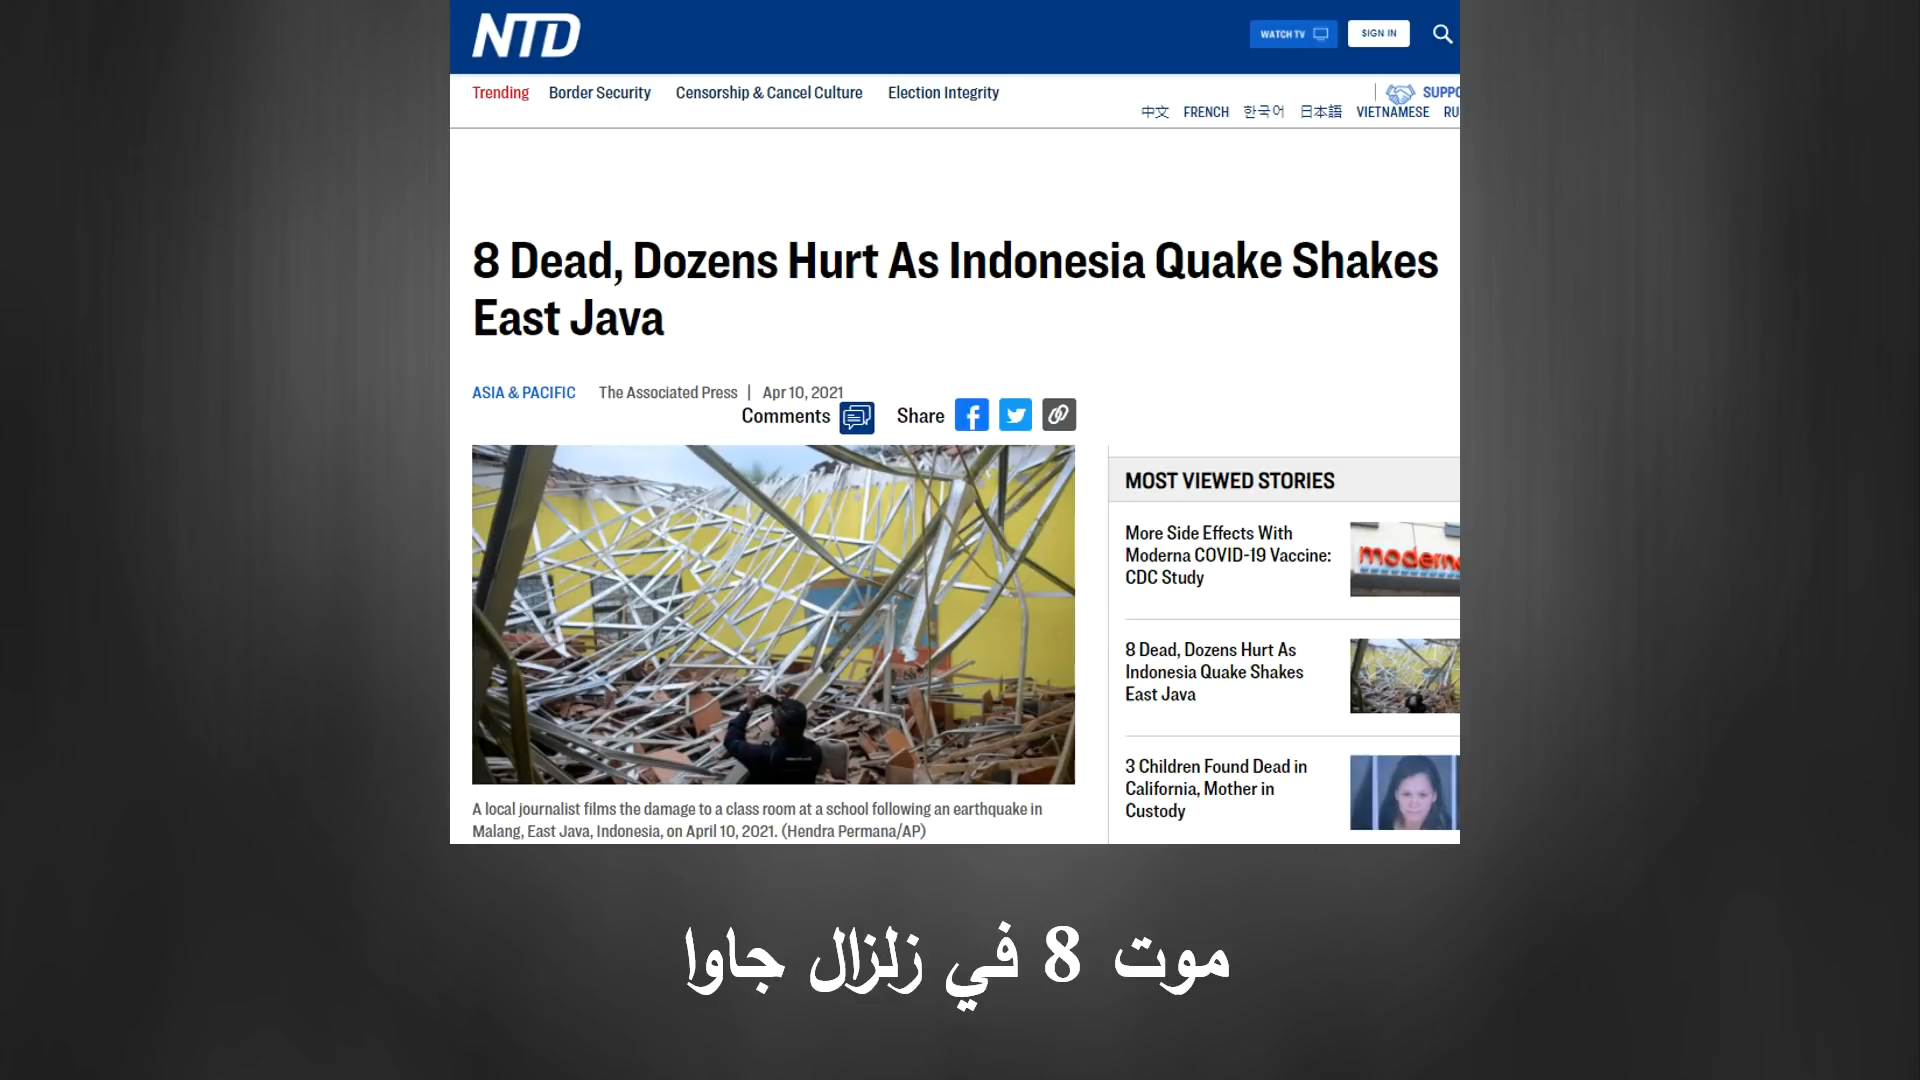 NTD
WATCH TV
SIGN IN
Trending Border Security Censorship & Cancel Culture Election Integrity
SUPPO
中文 FRENCH 한국어 日本語 VIETNAMESE RU
8 Dead, Dozens Hurt As Indonesia Quake Shakes
East Java
ASIA & PACIFIC The Associated Press | Apr 10, 2021
Comments Share
A local journalist films the damage to a class room at a school following an earthquake in
Malang, East Java, Indonesia, on April 10, 2021. (Hendra Permana/AP)
MOST VIEWED STORIES
More Side Effects With
Moderna COVID-19 Vaccine:
CDC Study
moderna
8 Dead, Dozens Hurt As
Indonesia Quake Shakes
East Java
3 Children Found Dead in
California, Mother in
Custody
موت 8 في زلزال جاوا